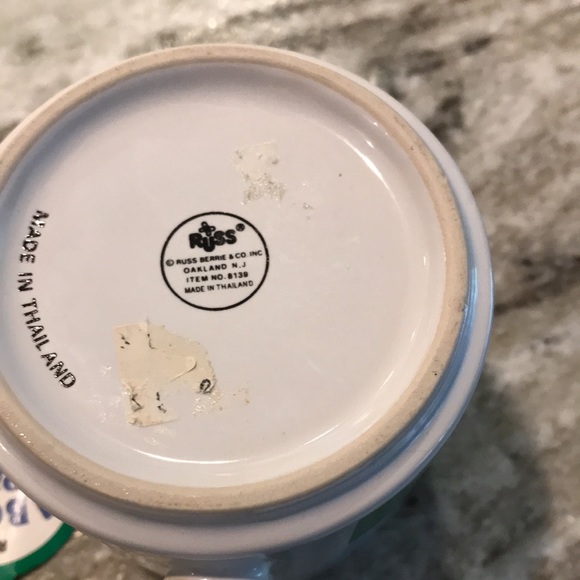 Russ®
© RUSS BERRIE & CO. INC
OAKLAND N.J
ITEM NO. 8139
MADE IN THAILAND
MADE IN THAILAND